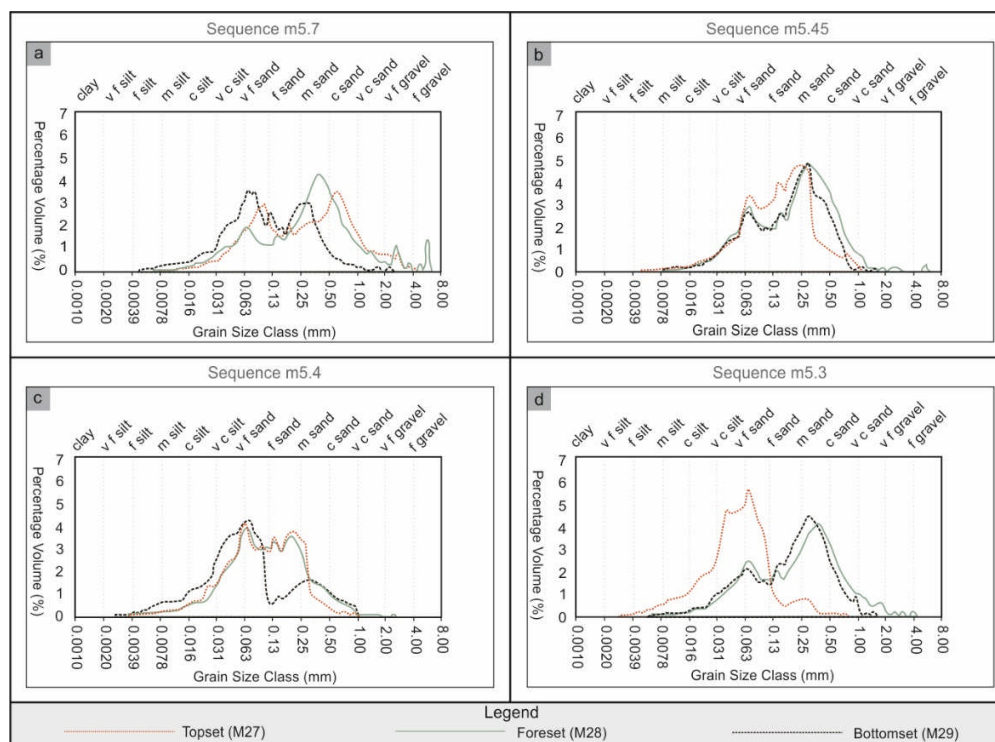 Sequence m5.7
Sequence m5.45
a
clay
v f silt
f silt
m silt
c silt
v c silt
v f sand
f sand
m sand
c sand
v c sand
v f gravel
f gravel
Percentage Volume (%)
7
6
5
4
3
2
1
0
0.0010
0.0020
0.0039
0.0078
0.016
0.031
0.063
0.13
0.25
0.50
1.00
2.00
4.00
8.00
Grain Size Class (mm)
b
clay
v f silt
f silt
m silt
c silt
v c silt
v f sand
f sand
m sand
c sand
v c sand
v f gravel
f gravel
Percentage Volume (%)
7
6
5
4
3
2
1
0
0.0010
0.0020
0.0039
0.0078
0.016
0.031
0.063
0.13
0.25
0.50
1.00
2.00
4.00
8.00
Grain Size Class (mm)
Sequence m5.4
Sequence m5.3
c
clay
v f silt
f silt
m silt
c silt
v c silt
v f sand
f sand
m sand
c sand
v c sand
v f gravel
f gravel
Percentage Volume (%)
7
6
5
4
3
2
1
0
0.0010
0.0020
0.0039
0.0078
0.016
0.031
0.063
0.13
0.25
0.50
1.00
2.00
4.00
8.00
Grain Size Class (mm)
d
clay
v f silt
f silt
m silt
c silt
v c silt
v f sand
f sand
m sand
c sand
v c sand
v f gravel
f gravel
Percentage Volume (%)
7
6
5
4
3
2
1
0
0.0010
0.0020
0.0039
0.0078
0.016
0.031
0.063
0.13
0.25
0.50
1.00
2.00
4.00
8.00
Grain Size Class (mm)
Legend
Topset (M27)
Foreset (M28)
Bottomset (M29)